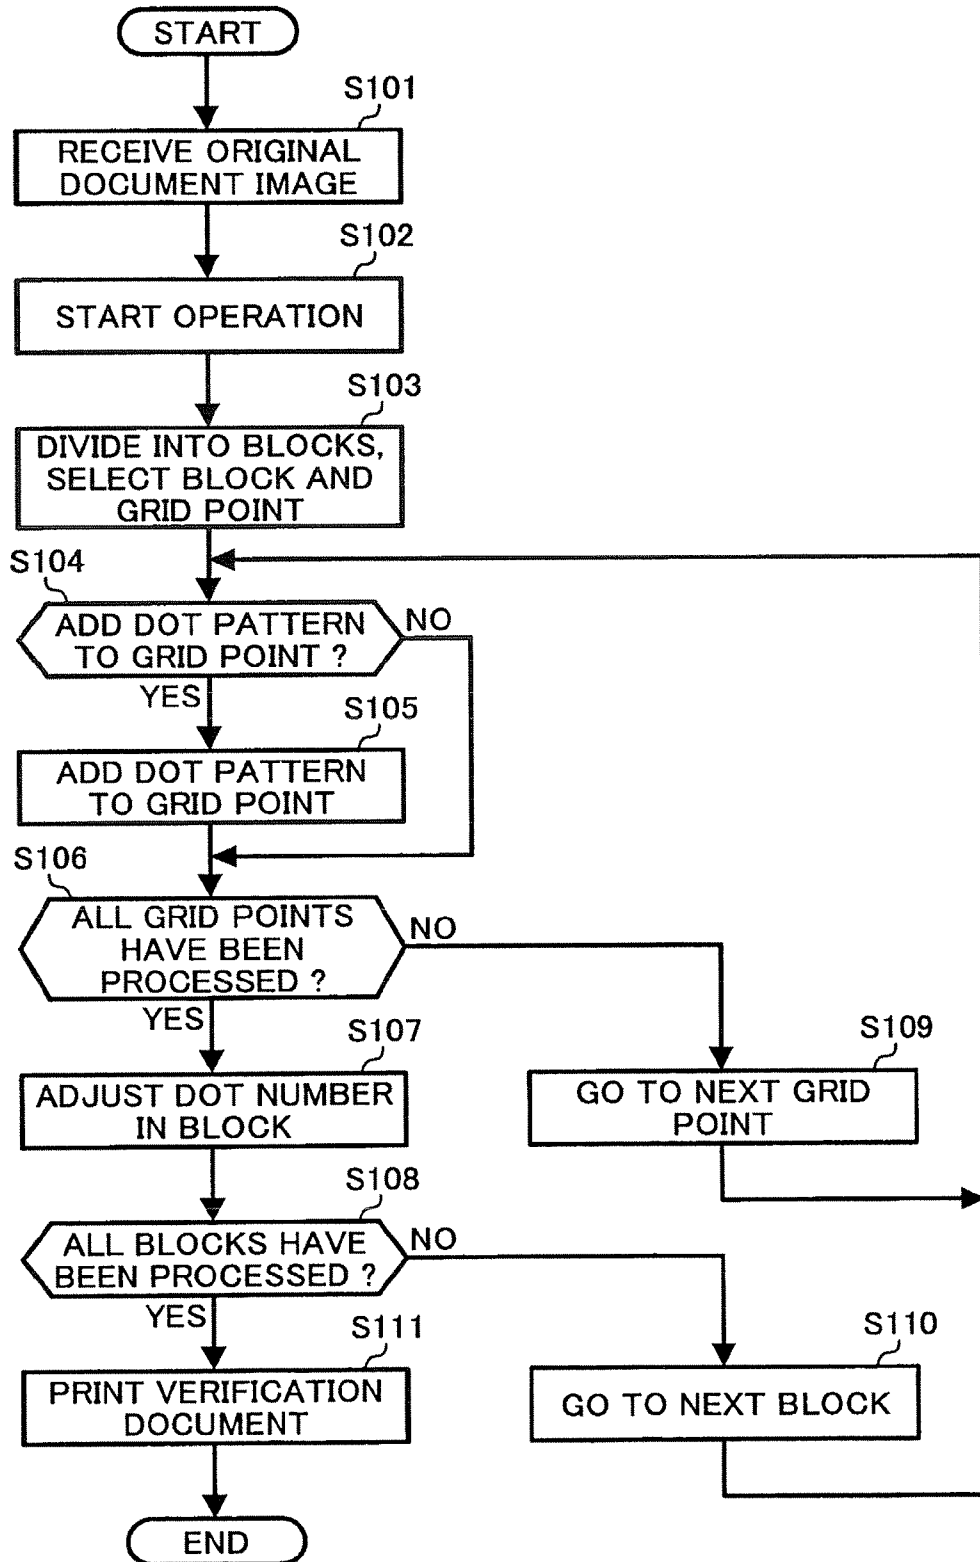 START
S101
RECEIVE ORIGINAL
DOCUMENT IMAGE
S102
START OPERATION
S103
DIVIDE INTO BLOCKS,
SELECT BLOCK AND
GRID POINT
S104
ADD DOT PATTERN
TO GRID POINT ?
NO
YES
S105
ADD DOT PATTERN
TO GRID POINT
S106
ALL GRID POINTS
HAVE BEEN
PROCESSED ?
NO
YES
S107
ADJUST DOT NUMBER
IN BLOCK
S109
GO TO NEXT GRID
POINT
S108
ALL BLOCKS HAVE
BEEN PROCESSED ?
NO
YES
S111
PRINT VERIFICATION
DOCUMENT
S110
GO TO NEXT BLOCK
END